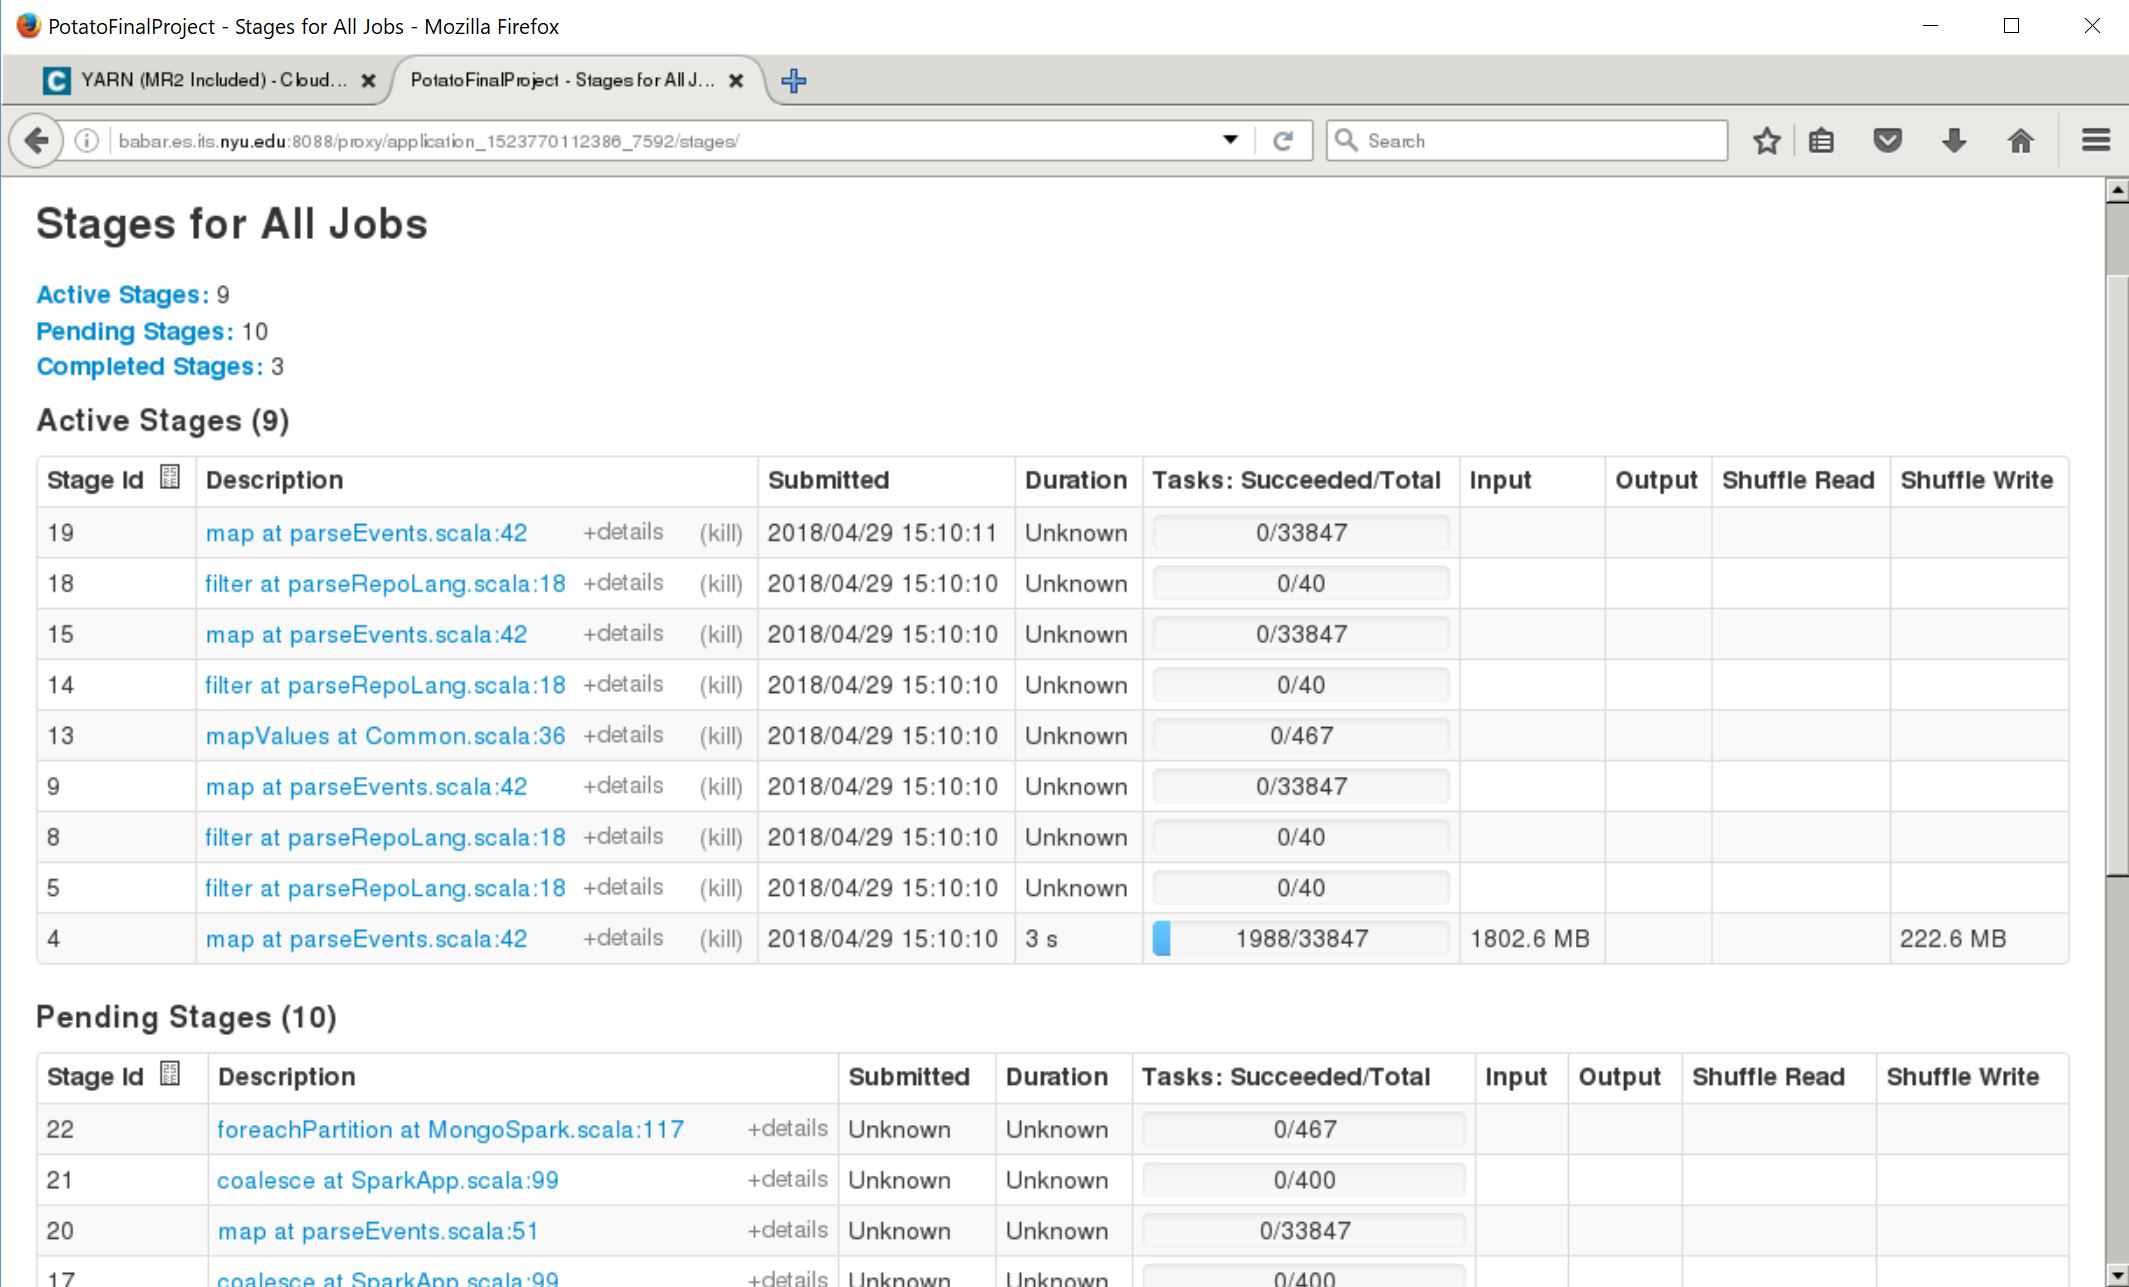 PotatoFinalProject - Stages for All Jobs - Mozilla Firefox
YARN (MR2 Included) - Cloud... PotatoFinalProject - Stages for All J...
babar.es.its.nyu.edu:8088/proxy/application_1523770112386_7592/stages/ Search
Stages for All Jobs
Active Stages: 9
Pending Stages: 10
Completed Stages: 3
Active Stages (9)
Stage Id Description Submitted Duration Tasks: Succeeded/Total Input Output Shuffle Read Shuffle Write
19 map at parseEvents.scala:42 +details (kill) 2018/04/29 15:10:11 Unknown 0/33847
18 filter at parseRepoLang.scala:18 +details (kill) 2018/04/29 15:10:10 Unknown 0/40
15 map at parseEvents.scala:42 +details (kill) 2018/04/29 15:10:10 Unknown 0/33847
14 filter at parseRepoLang.scala:18 +details (kill) 2018/04/29 15:10:10 Unknown 0/40
13 mapValues at Common.scala:36 +details (kill) 2018/04/29 15:10:10 Unknown 0/467
9 map at parseEvents.scala:42 +details (kill) 2018/04/29 15:10:10 Unknown 0/33847
8 filter at parseRepoLang.scala:18 +details (kill) 2018/04/29 15:10:10 Unknown 0/40
5 filter at parseRepoLang.scala:18 +details (kill) 2018/04/29 15:10:10 Unknown 0/40
4 map at parseEvents.scala:42 +details (kill) 2018/04/29 15:10:10 3 s 1988/33847 1802.6 MB 222.6 MB
Pending Stages (10)
Stage Id Description Submitted Duration Tasks: Succeeded/Total Input Output Shuffle Read Shuffle Write
22 foreachPartition at MongoSpark.scala:117 +details Unknown Unknown 0/467
21 coalesce at SparkApp.scala:99 +details Unknown Unknown 0/400
20 map at parseEvents.scala:51 +details Unknown Unknown 0/33847
17 coalesce at SparkApp.scala:99 +details Unknown Unknown 0/400